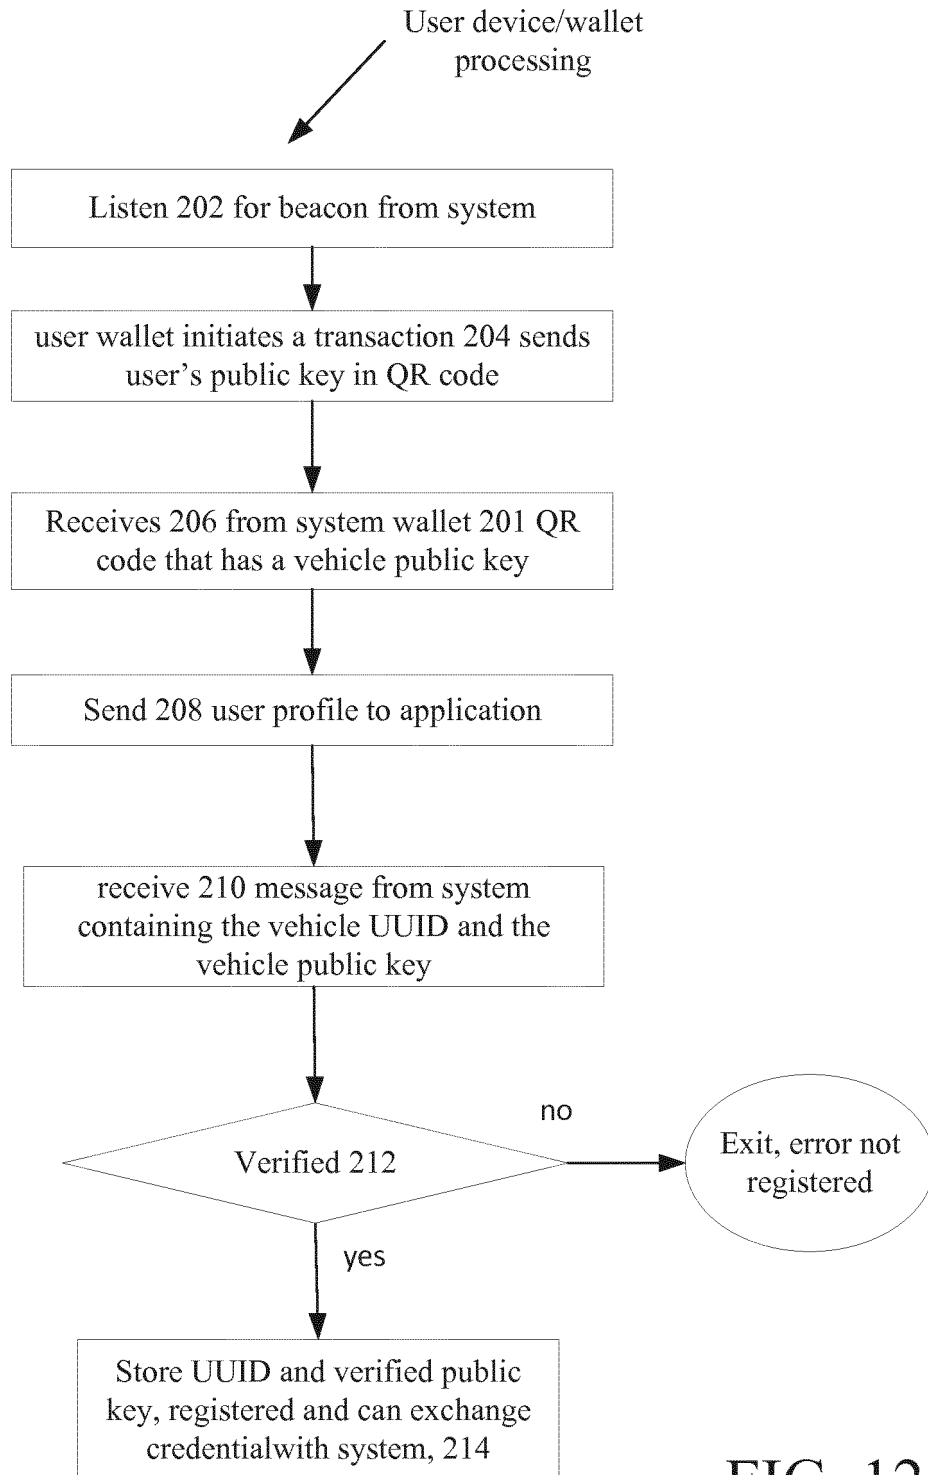 User device/wallet
processing
Listen 202 for beacon from system
user wallet initiates a transaction 204 sends
user’s public key in QR code
Receives 206 from system wallet 201 QR
code that has a vehicle public key
Send 208 user profile to application
receive 210 message from system
containing the vehicle UUID and the
vehicle public key
no
Verified 212
Exit, error not
registered
yes
Store UUID and verified public
key, registered and can exchange
credentialwith system, 214
FIG. 12